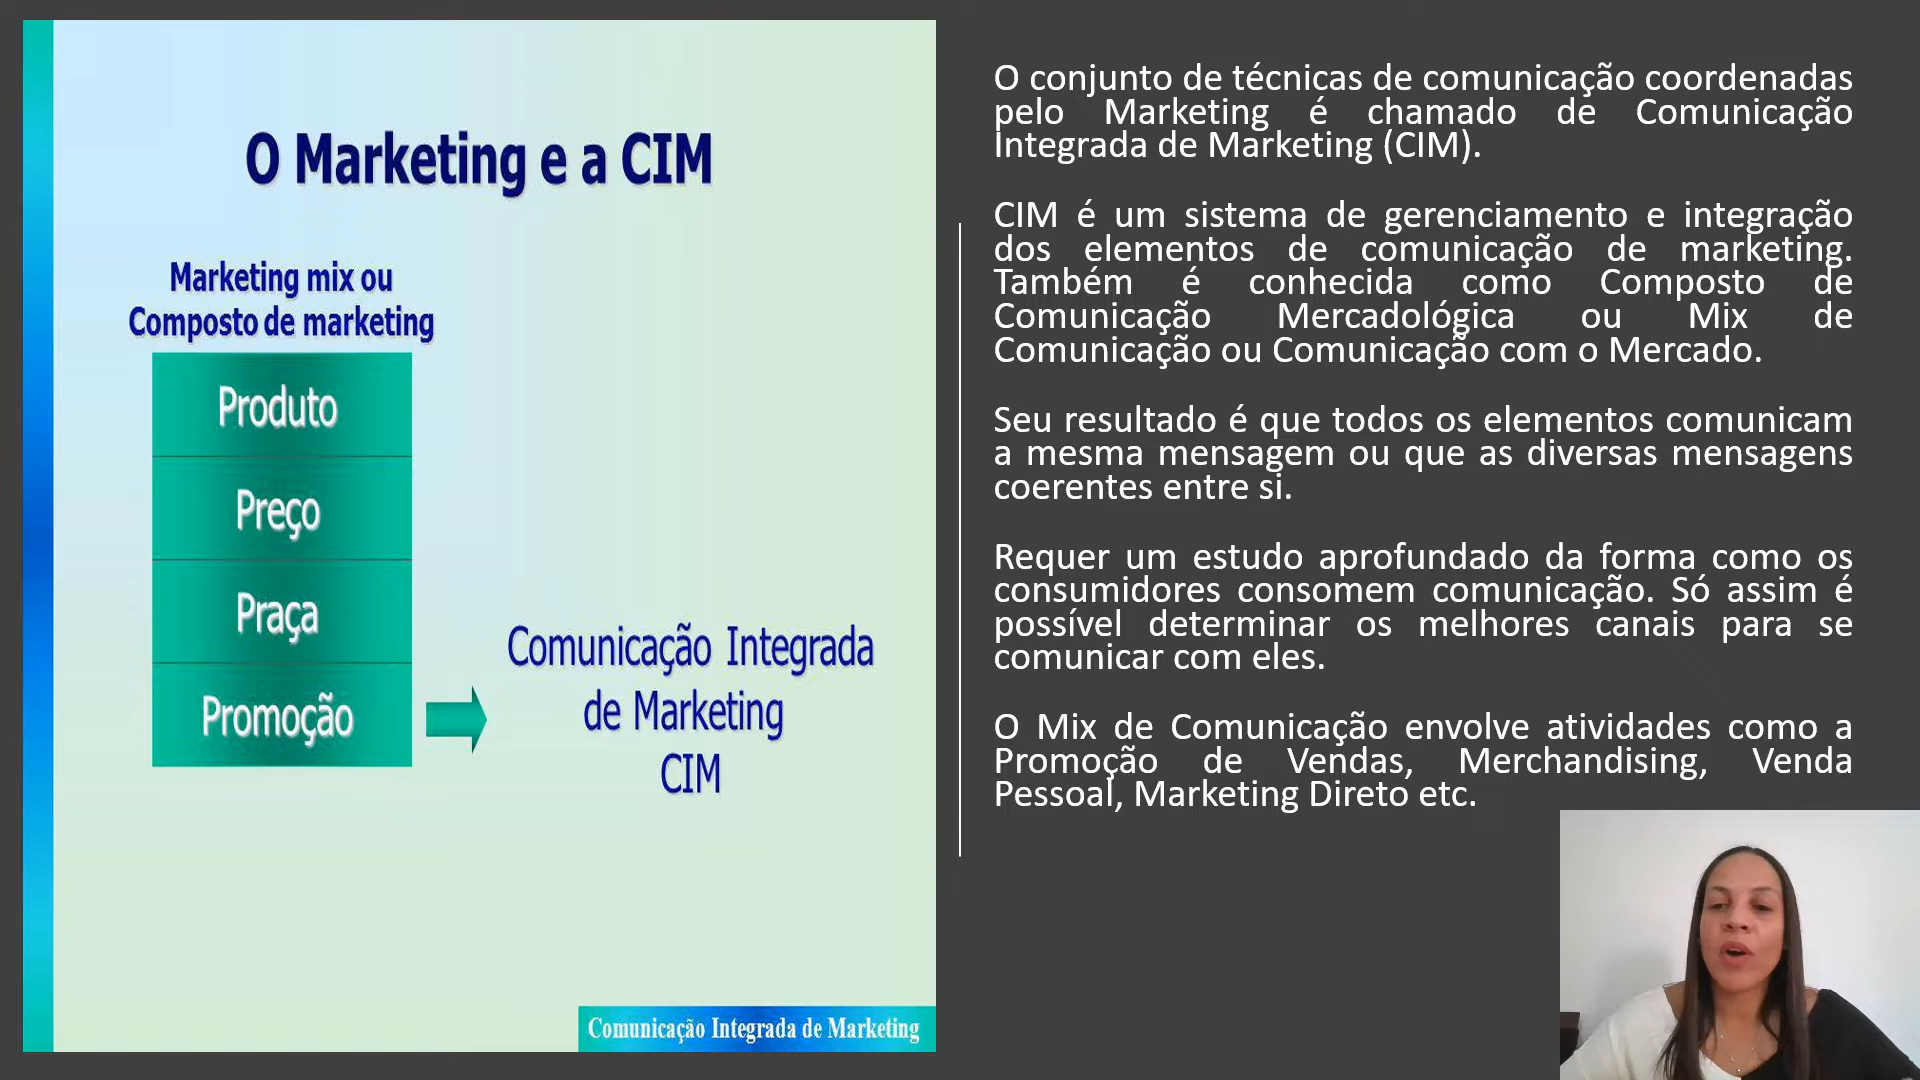 O Marketing e a CIM
Marketing mix ou
Composto de marketing
Produto
Preço
Praça
Promoção
Comunicação Integrada
de Marketing
CIM
Comunicação Integrada de Marketing
O conjunto de técnicas de comunicação coordenadas
pelo Marketing é chamado de Comunicação
Integrada de Marketing (CIM).
CIM é um sistema de gerenciamento e integração
dos elementos de comunicação de marketing.
Também é conhecida como Composto de
Comunicação Mercadológica ou Mix de
Comunicação ou Comunicação com o Mercado.
Seu resultado é que todos os elementos comunicam
a mesma mensagem ou que as diversas mensagens
coerentes entre si.
Requer um estudo aprofundado da forma como os
consumidores consomem comunicação. Só assim é
possível determinar os melhores canais para se
comunicar com eles.
O Mix de Comunicação envolve atividades como a
Promoção de Vendas, Merchandising, Venda
Pessoal, Marketing Direto etc.